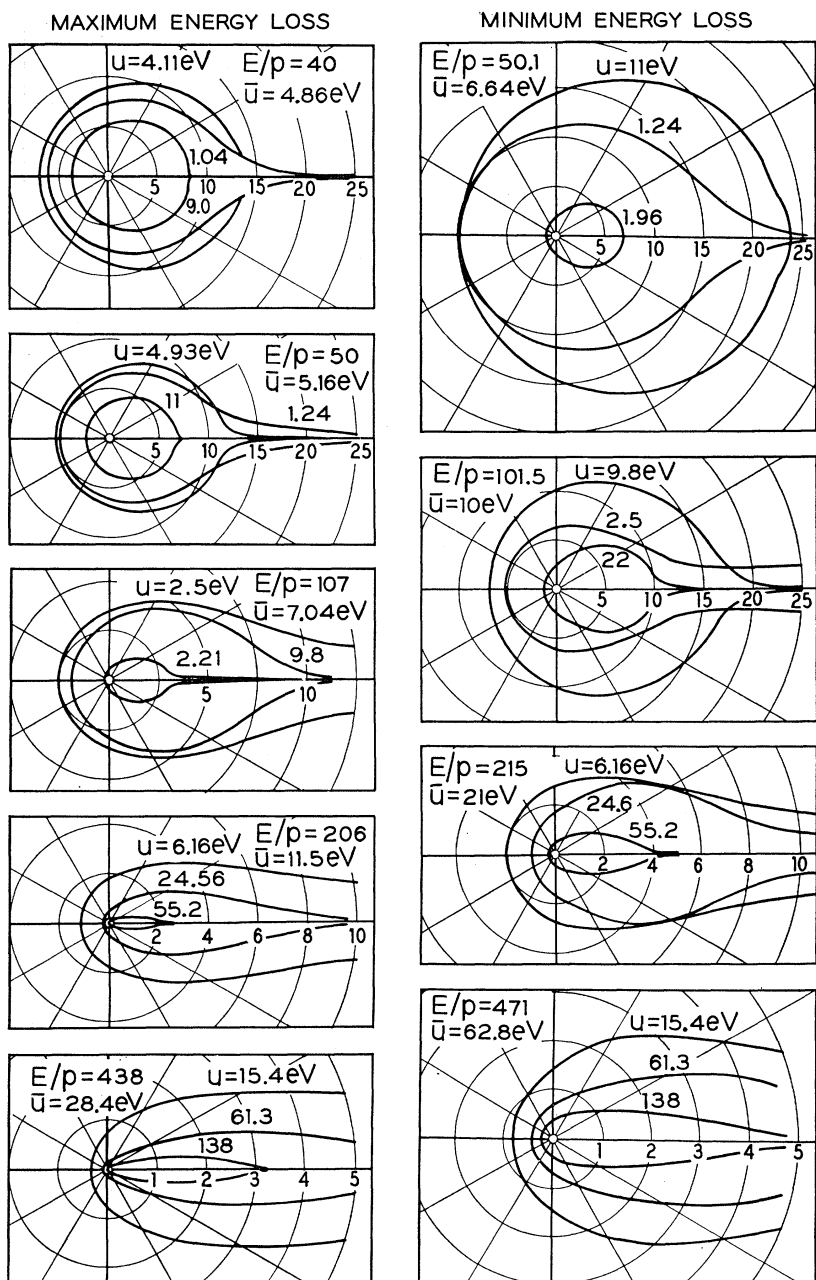 MAXIMUM ENERGY LOSS
u=4.11eV E/p=40
ū=4.86eV
1.04
5 10 15 20 25
9.0
u=4.93eV E/p=50
ū=5.16eV
11
1.24
5 10 15 20 25
u=2.5eV E/p=107
ū=7.04eV
2.21 9.8
5 10
u=6.16eV E/p=206
ū=11.5eV
24.56
55.2
2 4 6 8 10
E/p=438 u=15.4eV
ū=28.4eV
61.3
138
1 2 3 4 5
MINIMUM ENERGY LOSS
E/p=50.1 u=11eV
ū=6.64eV
1.24
1.96
5 10 15 20 25
E/p=101.5 u=9.8eV
ū=10eV
2.5
22
5 10 15 20 25
E/p=215 u=6.16eV
ū=21eV
24.6
55.2
2 4 6 8 10
E/p=471 u=15.4eV
ū=62.8eV
61.3
138
1 2 3 4 5